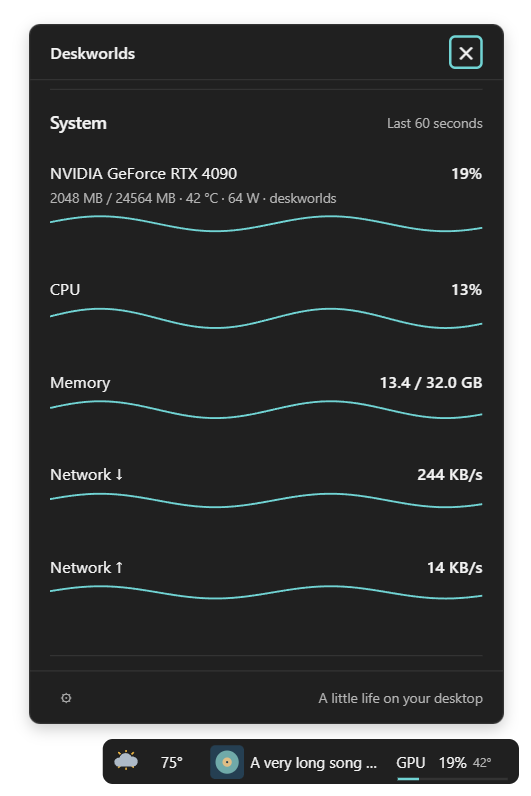 Deskworlds
System Last 60 seconds
NVIDIA GeForce RTX 4090 19%
2048 MB / 24564 MB · 42 °C · 64 W · deskworlds
CPU 13%
Memory 13.4 / 32.0 GB
Network ↓ 244 KB/s
Network ↑ 14 KB/s
A little life on your desktop
75° A very long song ... GPU 19% 42°